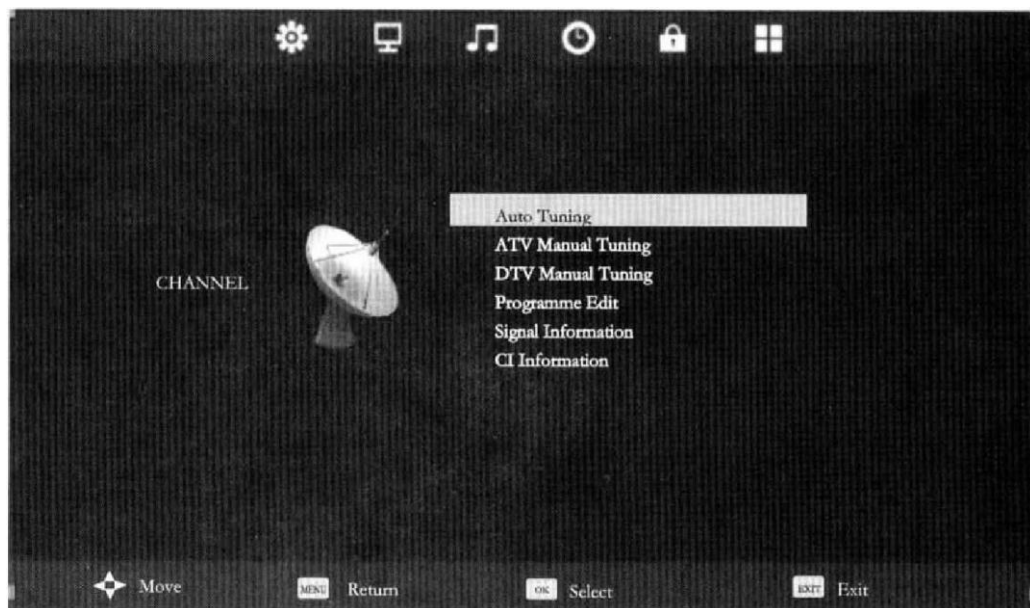 CHANNEL
Auto Tuning
ATV Manual Tuning
DTV Manual Tuning
Programme Edit
Signal Information
CI Information
Move MENU Return OK Select EXIT Exit